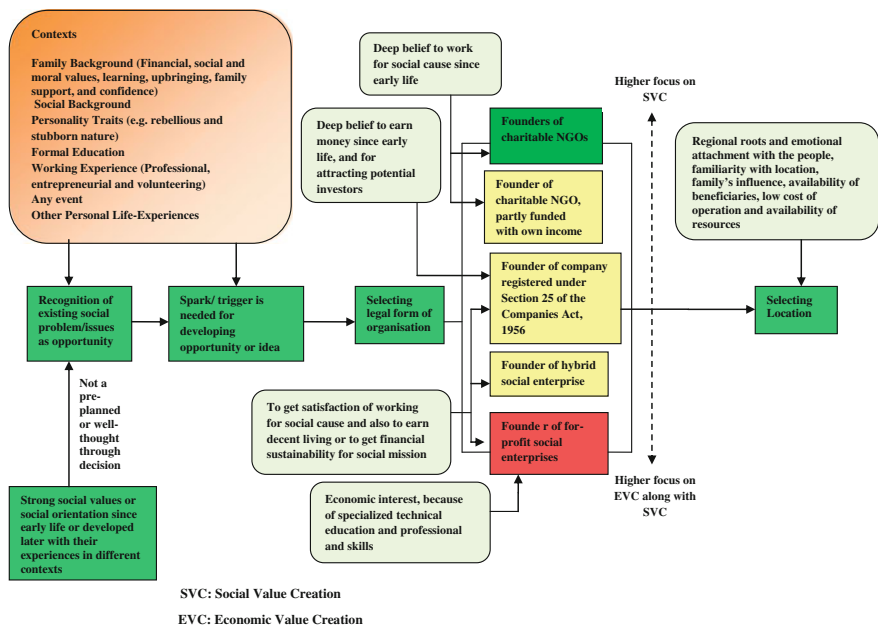 Contexts
Family Background (Financial, social and
moral values, learning, upbringing, family
support, and confidence)
Social Background
Personality Traits (e.g. rebellious and
stubborn nature)
Formal Education
Working Experience (Professional,
entrepreneurial and volunteering)
Any event
Other Personal Life-Experiences
Deep belief to work
for social cause since
early life
Deep belief to earn
money since early
life, and for
attracting potential
investors
Founders of
charitable NGOs
Founder of
charitable NGO,
partly funded
with own income
Founder of company
registered under
Section 25 of the
Companies Act,
1956
Founder of hybrid
social enterprise
Founde r of for-
profit social
enterprises
Higher focus on
SVC
Higher focus on
EVC along with
SVC
Regional roots and emotional
attachment with the people,
familiarity with location,
family's influence, availability of
beneficiaries, low cost of
operation and availability of
resources
Recognition of
existing social
problem/issues
as opportunity
Spark/ trigger is
needed for
developing
opportunity or idea
Selecting
legal form of
organisation
Selecting
Location
Not a
pre-
planned
or well-
thought
through
decision
To get satisfaction of working
for social cause and also to earn
decent living or to get financial
sustainability for social mission
Economic interest, because
of specialized technical
education and professional
and skills
Strong social values or
social orientation since
early life or developed
later with their
experiences in different
contexts
SVC: Social Value Creation
EVC: Economic Value Creation